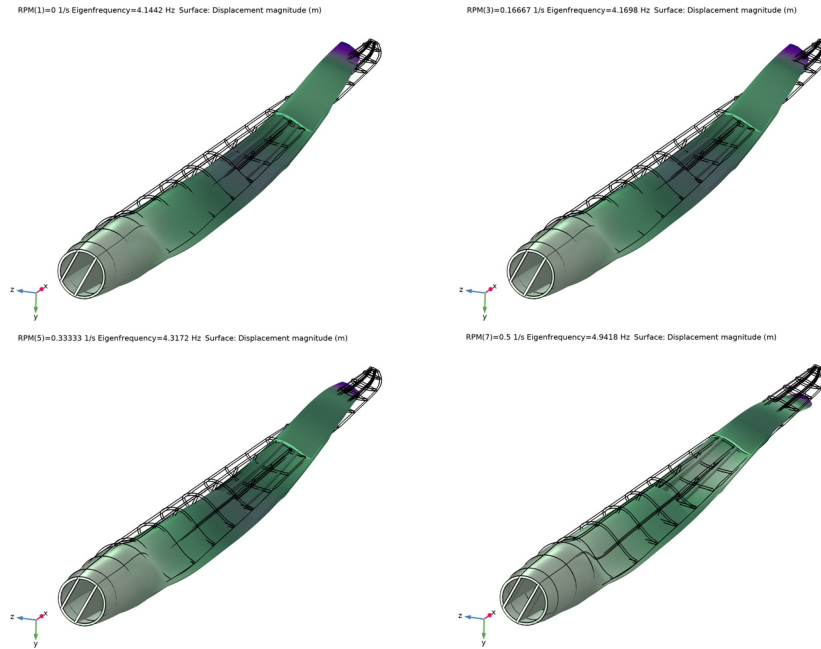 RPM(1)=0 1/s Eigenfrequency=4.1442 Hz Surface: Displacement magnitude (m)
RPM(3)=0.16667 1/s Eigenfrequency=4.1698 Hz Surface: Displacement magnitude (m)
z x
y
z x
y
RPM(5)=0.33333 1/s Eigenfrequency=4.3172 Hz Surface: Displacement magnitude (m)
RPM(7)=0.5 1/s Eigenfrequency=4.9418 Hz Surface: Displacement magnitude (m)
z x
y
z x
y